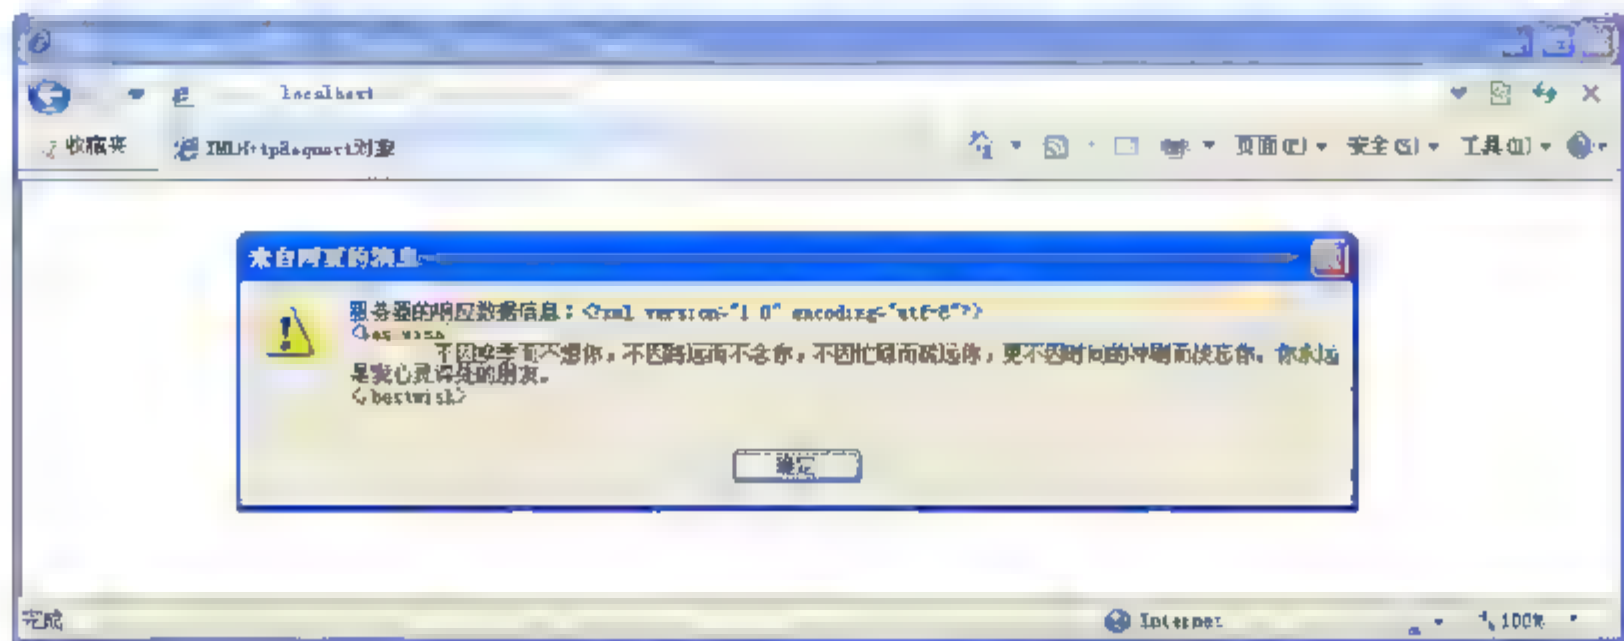 localhost
收藏夹 XMLHttpRequest对象 页面(P) 安全(S) 工具(O)
来自网页的消息
服务器的响应数据信息：<?xml version="1.0" encoding="utf-8"?>
不因 而不想你，不因路远而不念你，不因忙碌而疏远你，更不因时间的冲刷而淡忘你。你永远
是我心灵深处的朋友。
</bestwish>
确定
完成 Internet 100%